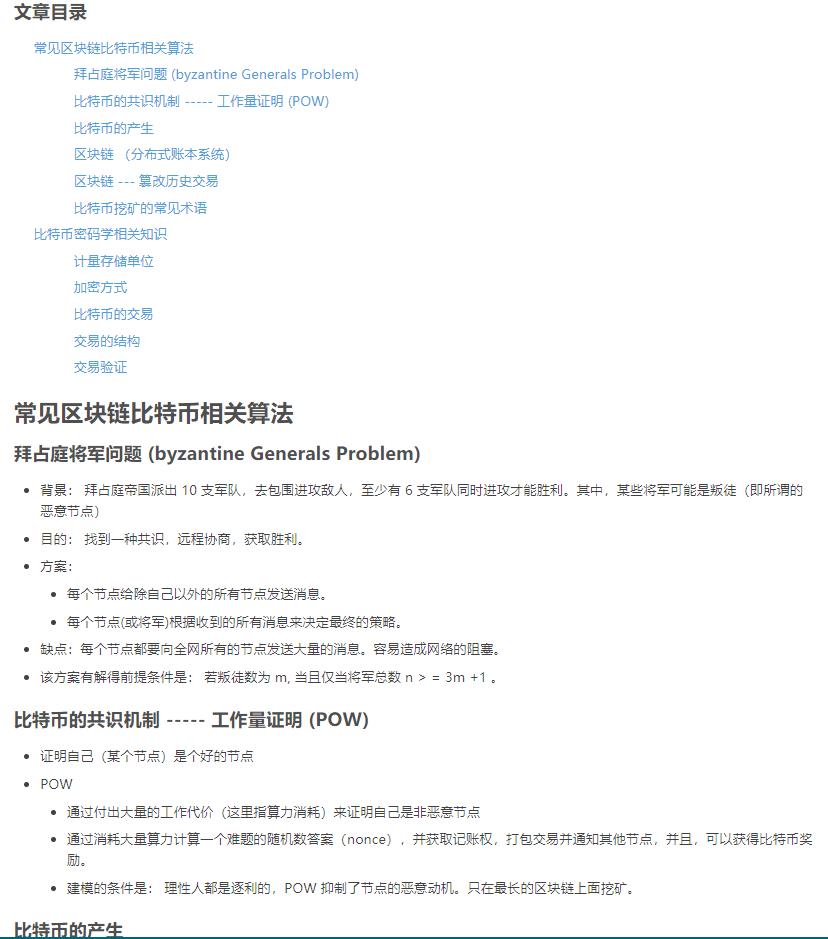 文章目录
常见区块链比特币相关算法
拜占庭将军问题 (byzantine Generals Problem)
比特币的共识机制 ----- 工作量证明 (POW)
比特币的产生
区块链 （分布式账本系统）
区块链 --- 篡改历史交易
比特币挖矿的常见术语
比特币密码学相关知识
计量存储单位
加密方式
比特币的交易
交易的结构
交易验证
常见区块链比特币相关算法
拜占庭将军问题 (byzantine Generals Problem)
背景： 拜占庭帝国派出 10 支军队，去包围进攻敌人，至少有 6 支军队同时进攻才能胜利。其中，某些将军可能是叛徒（即所谓的
恶意节点）
目的： 找到一种共识，远程协商，获取胜利。
方案：
每个节点给除自己以外的所有节点发送消息。
每个节点(或将军)根据收到的所有消息来决定最终的策略。
缺点：每个节点都要向全网所有的节点发送大量的消息。容易造成网络的阻塞。
该方案有解得前提条件是： 若叛徒数为 m, 当且仅当将军总数 n > = 3m +1 。
比特币的共识机制 ----- 工作量证明 (POW)
证明自己（某个节点）是个好的节点
POW
通过付出大量的工作代价（这里指算力消耗）来证明自己是非恶意节点
通过消耗大量算力计算一个难题的随机数答案（nonce），并获取记账权，打包交易并通知其他节点，并且，可以获得比特币奖
励。
建模的条件是： 理性人都是逐利的，POW 抑制了节点的恶意动机。只在最长的区块链上面挖矿。
比特币的产生